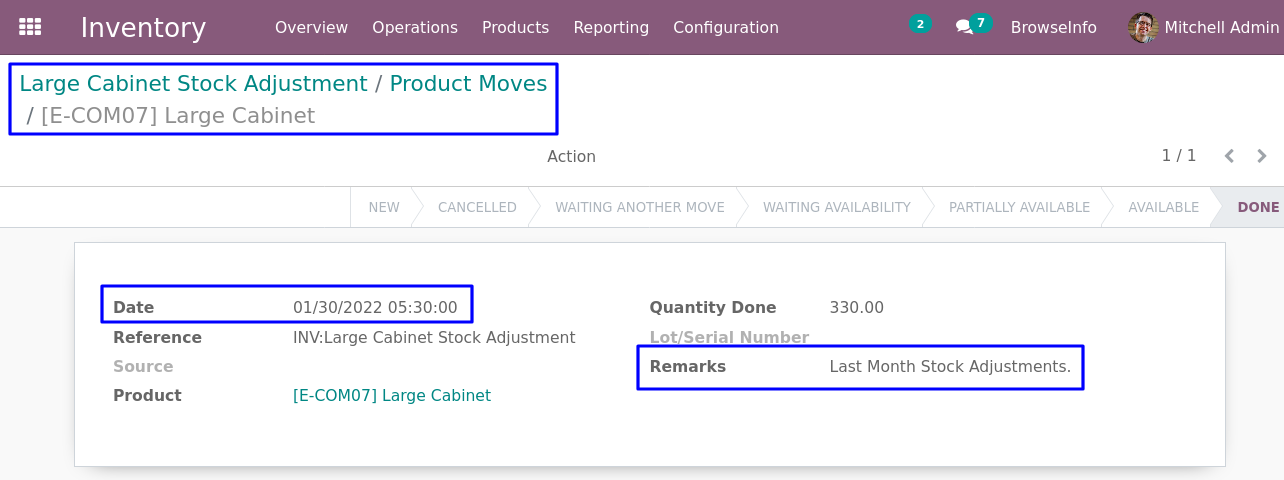 Inventory Overview Operations Products Reporting Configuration 2 7 BrowseInfo Mitchell Admin
Large Cabinet Stock Adjustment / Product Moves
/ [E-COM07] Large Cabinet
Action 1 / 1
NEW CANCELLED WAITING ANOTHER MOVE WAITING AVAILABILITY PARTIALLY AVAILABLE AVAILABLE DONE
Date 01/30/2022 05:30:00 Quantity Done 330.00
Reference INV:Large Cabinet Stock Adjustment Lot/Serial Number
Source Remarks Last Month Stock Adjustments.
Product [E-COM07] Large Cabinet